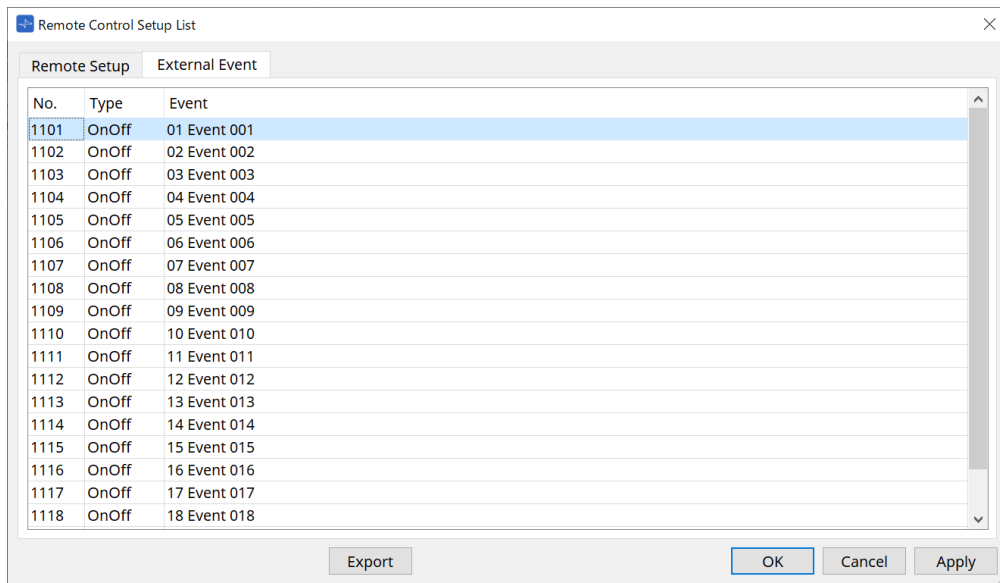 Remote Control Setup List
Remote Setup External Event
No. Type Event
1101 OnOff 01 Event 001
1102 OnOff 02 Event 002
1103 OnOff 03 Event 003
1104 OnOff 04 Event 004
1105 OnOff 05 Event 005
1106 OnOff 06 Event 006
1107 OnOff 07 Event 007
1108 OnOff 08 Event 008
1109 OnOff 09 Event 009
1110 OnOff 10 Event 010
1111 OnOff 11 Event 011
1112 OnOff 12 Event 012
1113 OnOff 13 Event 013
1114 OnOff 14 Event 014
1115 OnOff 15 Event 015
1116 OnOff 16 Event 016
1117 OnOff 17 Event 017
1118 OnOff 18 Event 018
Export OK Cancel Apply